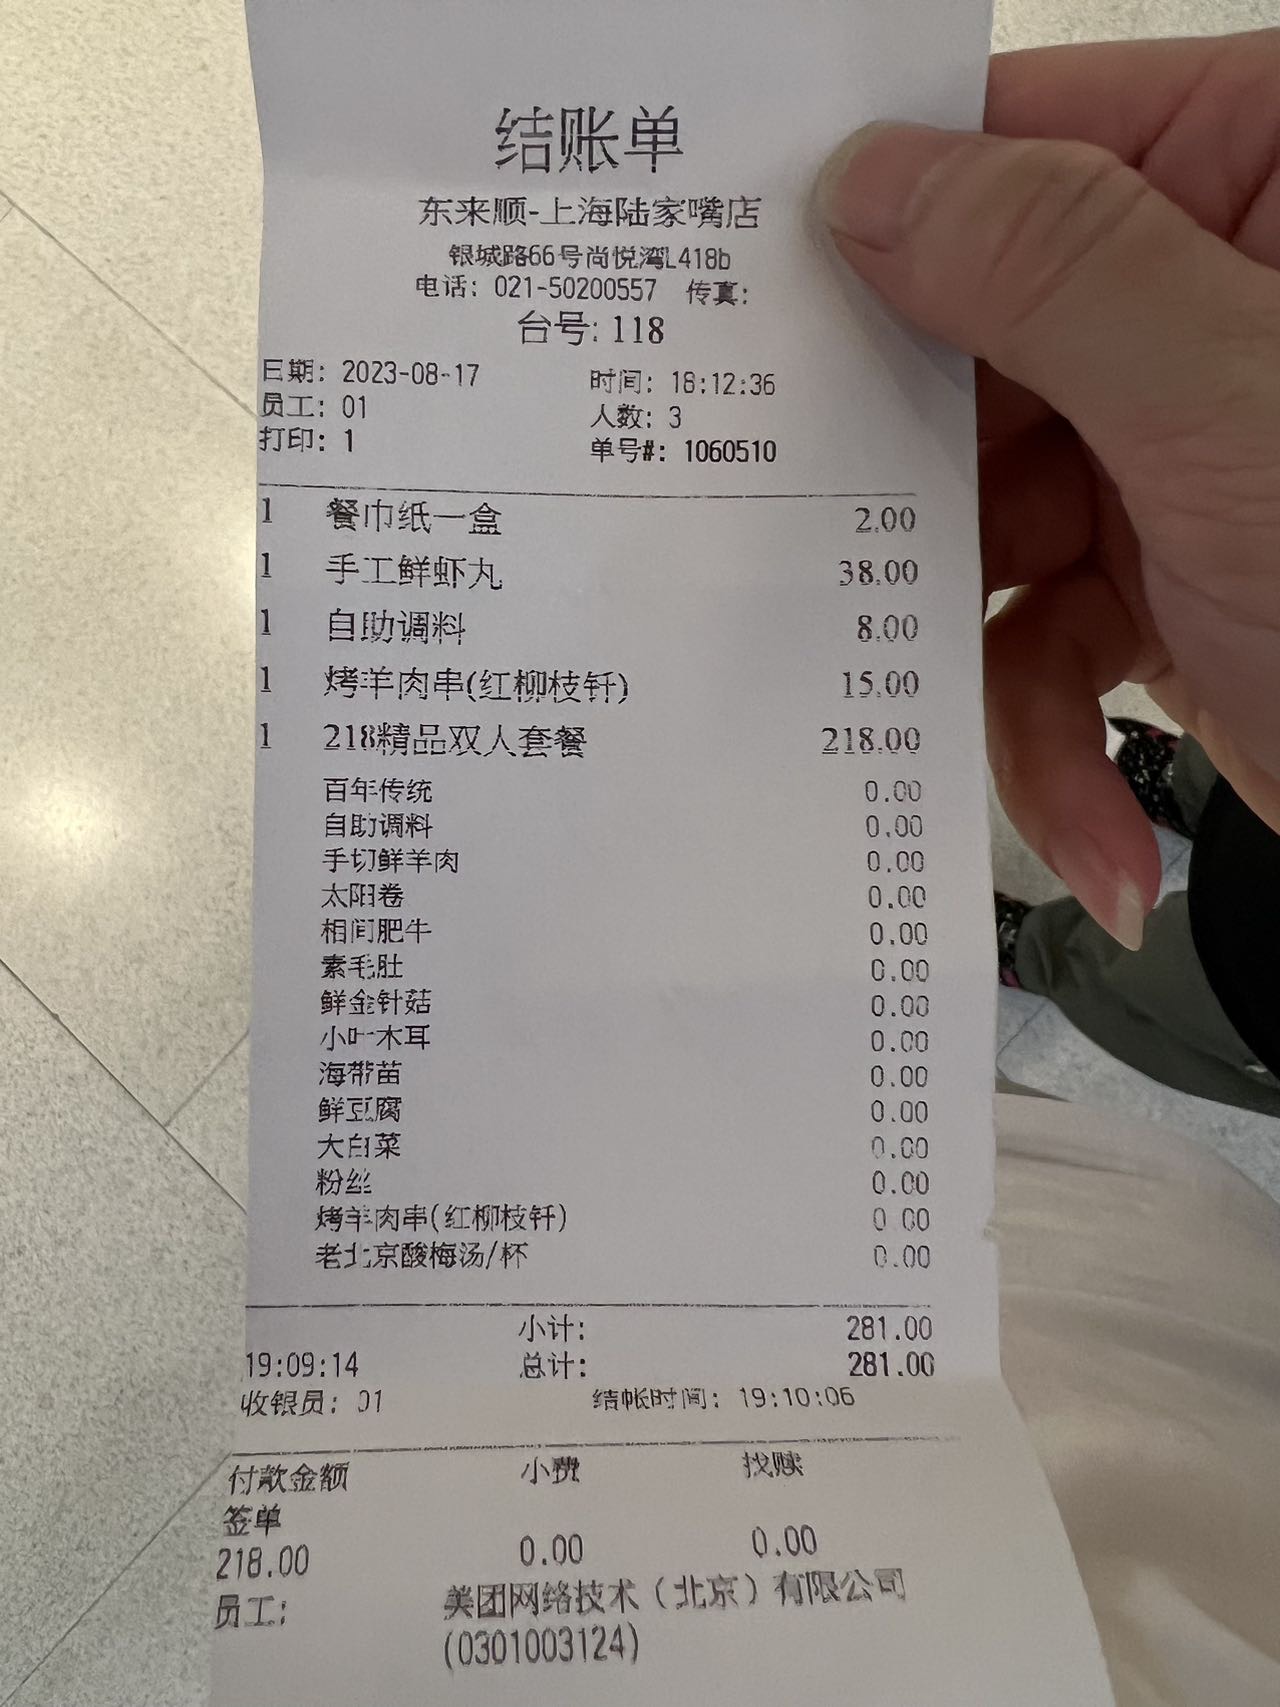 结账单
东来顺-上海陆家嘴店
银城路66号尚悦湾L418b
电话: 021-50200557 传真:
台号: 118
日期: 2023-08-17 时间: 18:12:36
员工: 01 人数: 3
打印: 1 单号#: 1060510
1 餐巾纸一盒 2.00
1 手工鲜虾丸 38.00
1 自助调料 8.00
1 烤羊肉串(红柳枝钎) 15.00
1 218精品双人套餐 218.00
百年传统 0.00
自助调料 0.00
手切鲜羊肉 0.00
太阳卷 0.00
相间肥牛 0.00
素毛肚 0.00
鲜金针菇 0.00
小叶木耳 0.00
海带苗 0.00
鲜豆腐 0.00
大白菜 0.00
粉丝 0.00
烤羊肉串(红柳枝钎) 0.00
老北京酸梅汤/杯 0.00
小计: 281.00
19:09:14 总计: 281.00
收银员: 01 结帐时间: 19:10:06
付款金额 小费 找赎
签单
218.00 0.00 0.00
员工: 美团网络技术（北京）有限公司
(0301003124)